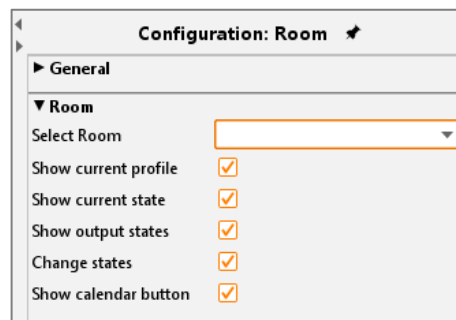 Configuration: Room
General
Room
Select Room
Show current profile
Show current state
Show output states
Change states
Show calendar button